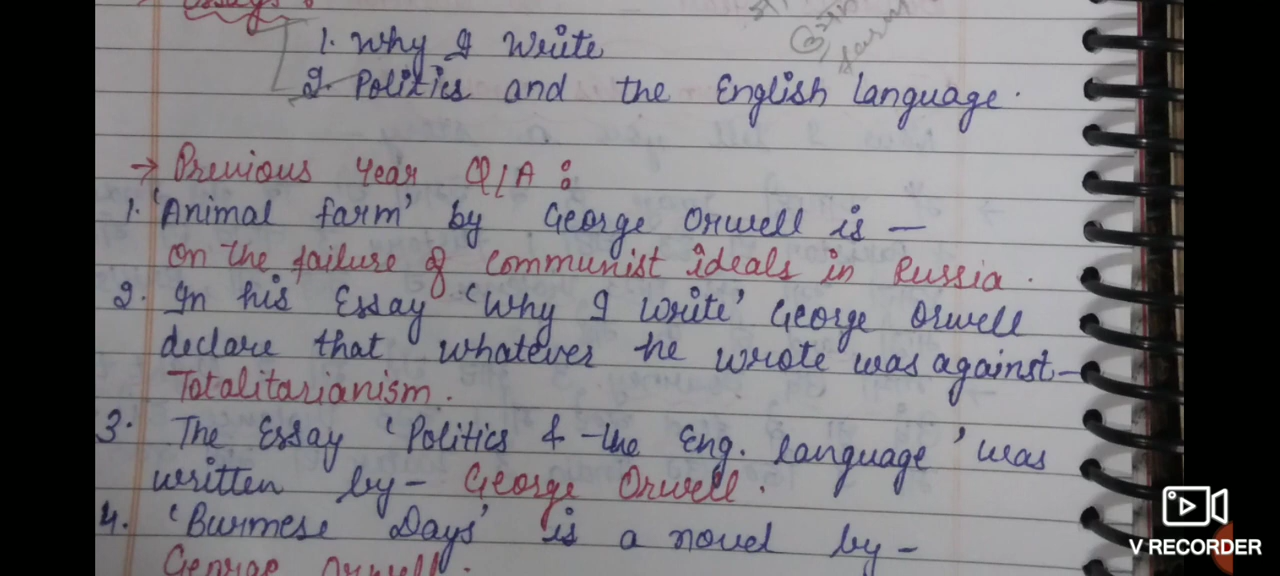 Essays :
1. Why I Write
2. Politics and the English Language.
→ Previous Year Q/A :
1. 'Animal farm' by George Orwell is –
On the failure of communist ideals in Russia.
2. In his Essay 'Why I write' George Orwell
declare that whatever he wrote was against –
Totalitarianism.
3. The Essay 'Politics & the Eng. language' was
written by – George Orwell.
4. 'Burmese Days' is a novel by –
George Orwell.
V RECORDER